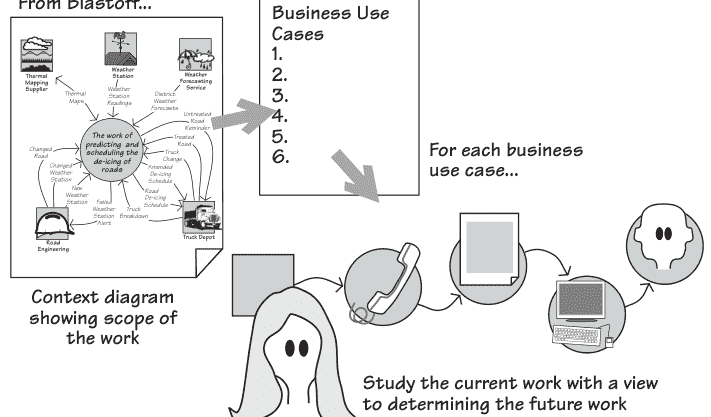 From Blastoff...
Thermal
Mapping
Supplier
Weather
Station
Weather
Forecasting
Service
Thermal
Maps
Weather
Station
Readings
District
Weather
Forecasts
Untreated
Road
Reminder
Treated
Road
Truck
Change
Amended
De-icing
Schedule
Road
De-icing
Schedule
The work of
predicting and
scheduling the
de-icing of
roads
Changed
Road
Changed
Weather
Station
New
Weather
Station
Failed
Weather
Station
Alert
Truck
Breakdown
Road
Engineering
Truck Depot
Context diagram
showing scope of
the work
Business Use
Cases
1.
2.
3.
4.
5.
6.
For each business
use case...
Study the current work with a view
to determining the future work